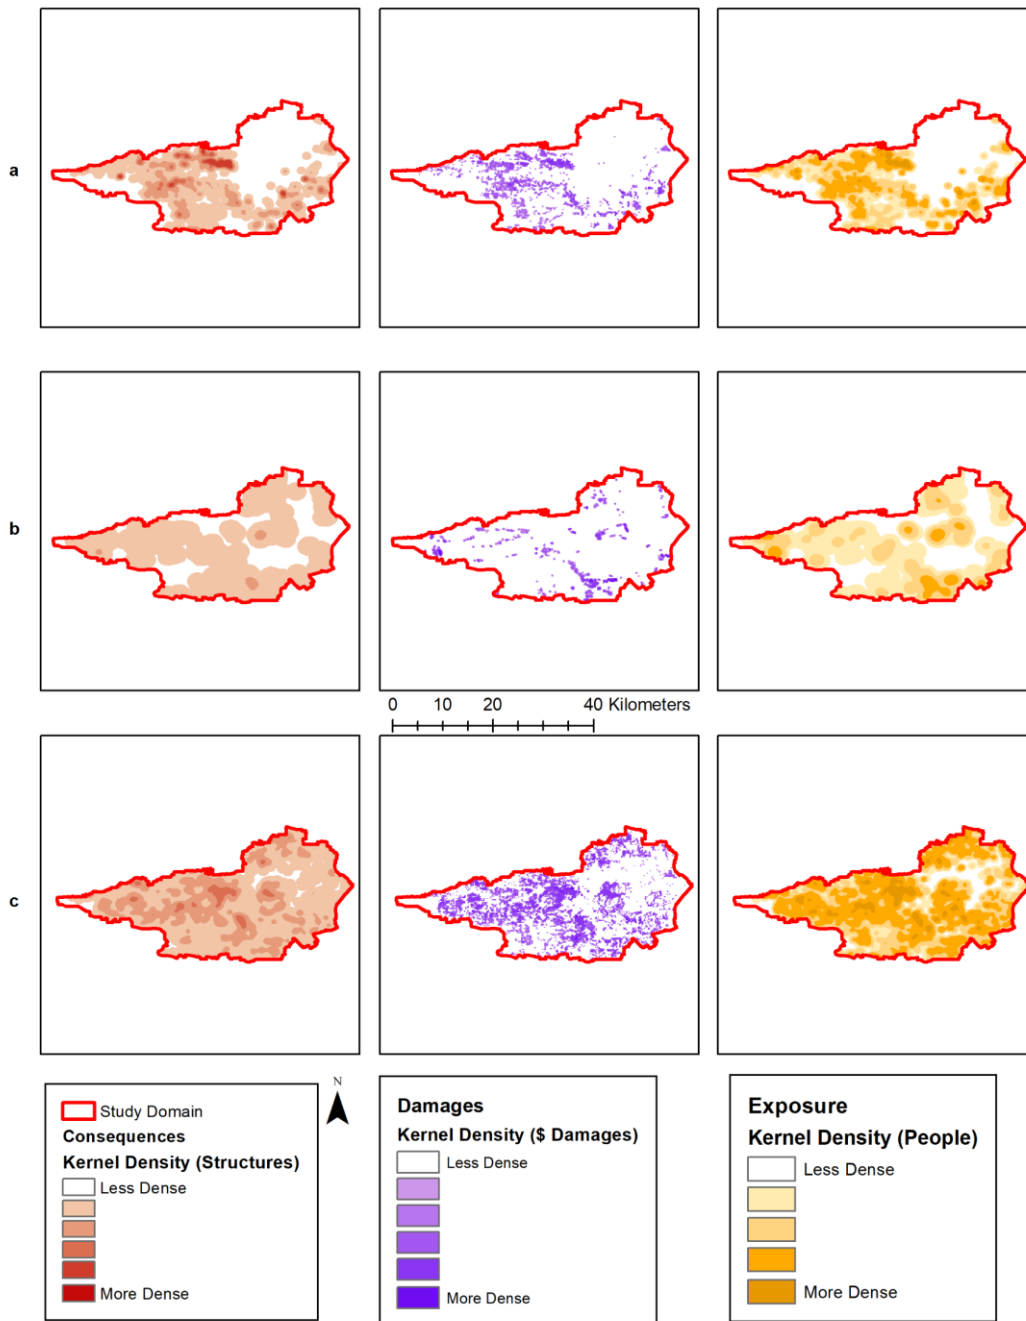 a
b
0 10 20 40 Kilometers
c
N
Study Domain
Consequences
Kernel Density (Structures)
Less Dense
More Dense
Damages
Kernel Density ($ Damages)
Less Dense
More Dense
Exposure
Kernel Density (People)
Less Dense
More Dense